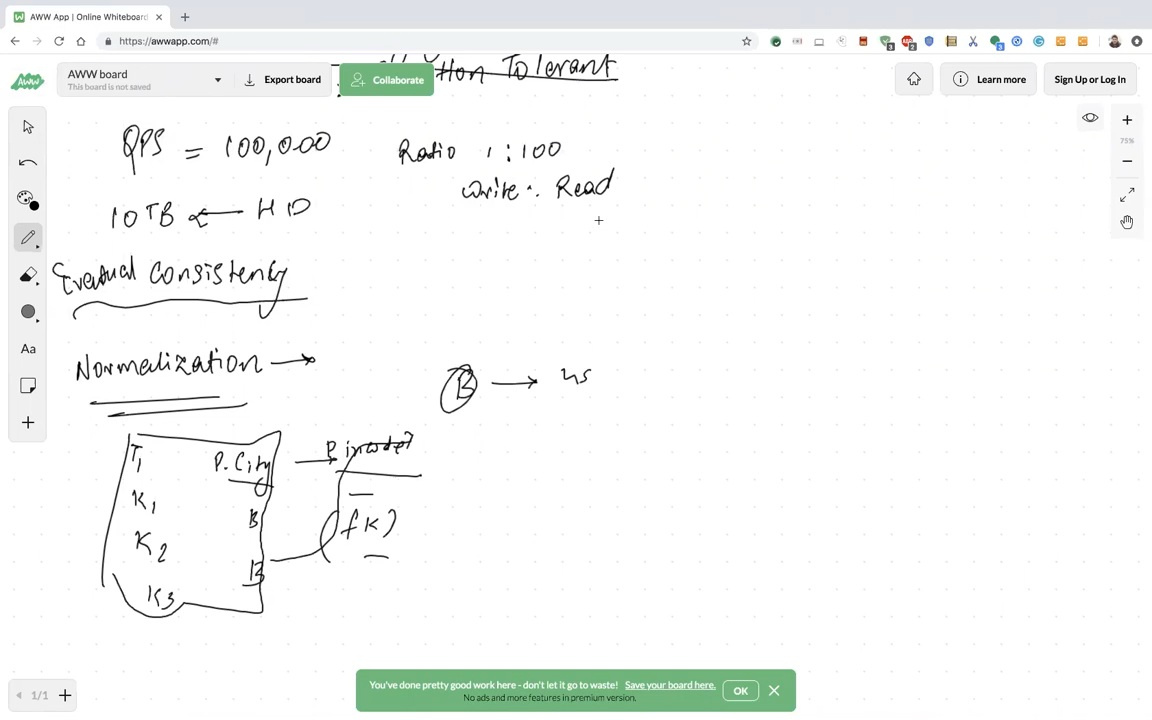 AWW App | Online Whiteboard
https://awwapp.com/#
AWW
AWW board
This board is not saved
Export board
Collaborate
Learn more
Sign Up or Log In
Tolerant
QPS = 100,000
Ratio 1:100
Write : Read
75%
10TB ← HD
Eventual Consistency
Normalization →
B →
T1 P. City →
K1 B
K2 B
K3
Aa
1/1
You've done pretty good work here - don't let it go to waste! Save your board here.
No ads and more features in premium version.
OK